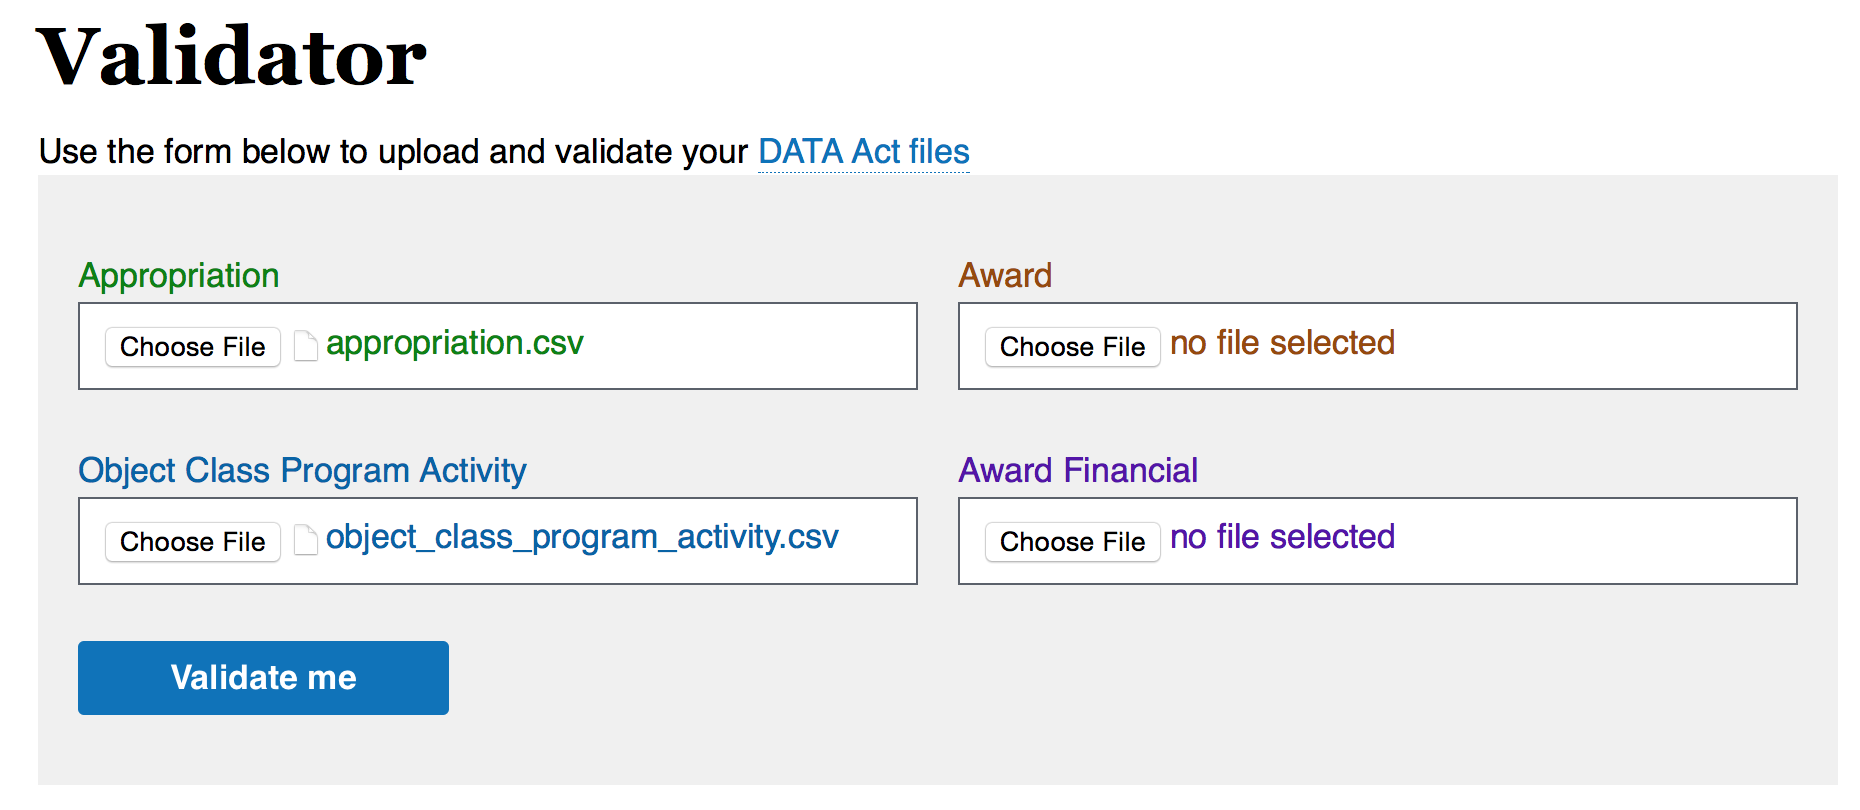 Validator
Use the form below to upload and validate your DATA Act files
Appropriation
Choose File appropriation.csv
Award
Choose File no file selected
Object Class Program Activity
Choose File object_class_program_activity.csv
Award Financial
Choose File no file selected
Validate me